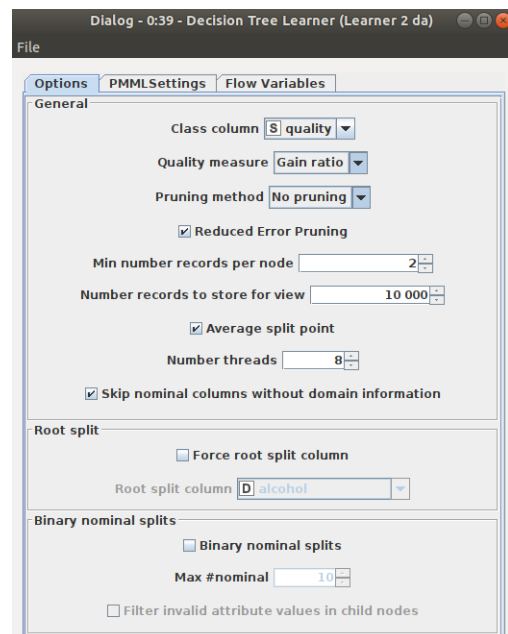 Dialog - 0:39 - Decision Tree Learner (Learner 2 da)
File
Options PMMLSettings Flow Variables
General
Class column S quality
Quality measure Gain ratio
Pruning method No pruning
Reduced Error Pruning
Min number records per node 2
Number records to store for view 10 000
Average split point
Number threads 8
Skip nominal columns without domain information
Root split
Force root split column
Root split column D alcohol
Binary nominal splits
Binary nominal splits
Max #nominal 10
Filter invalid attribute values in child nodes